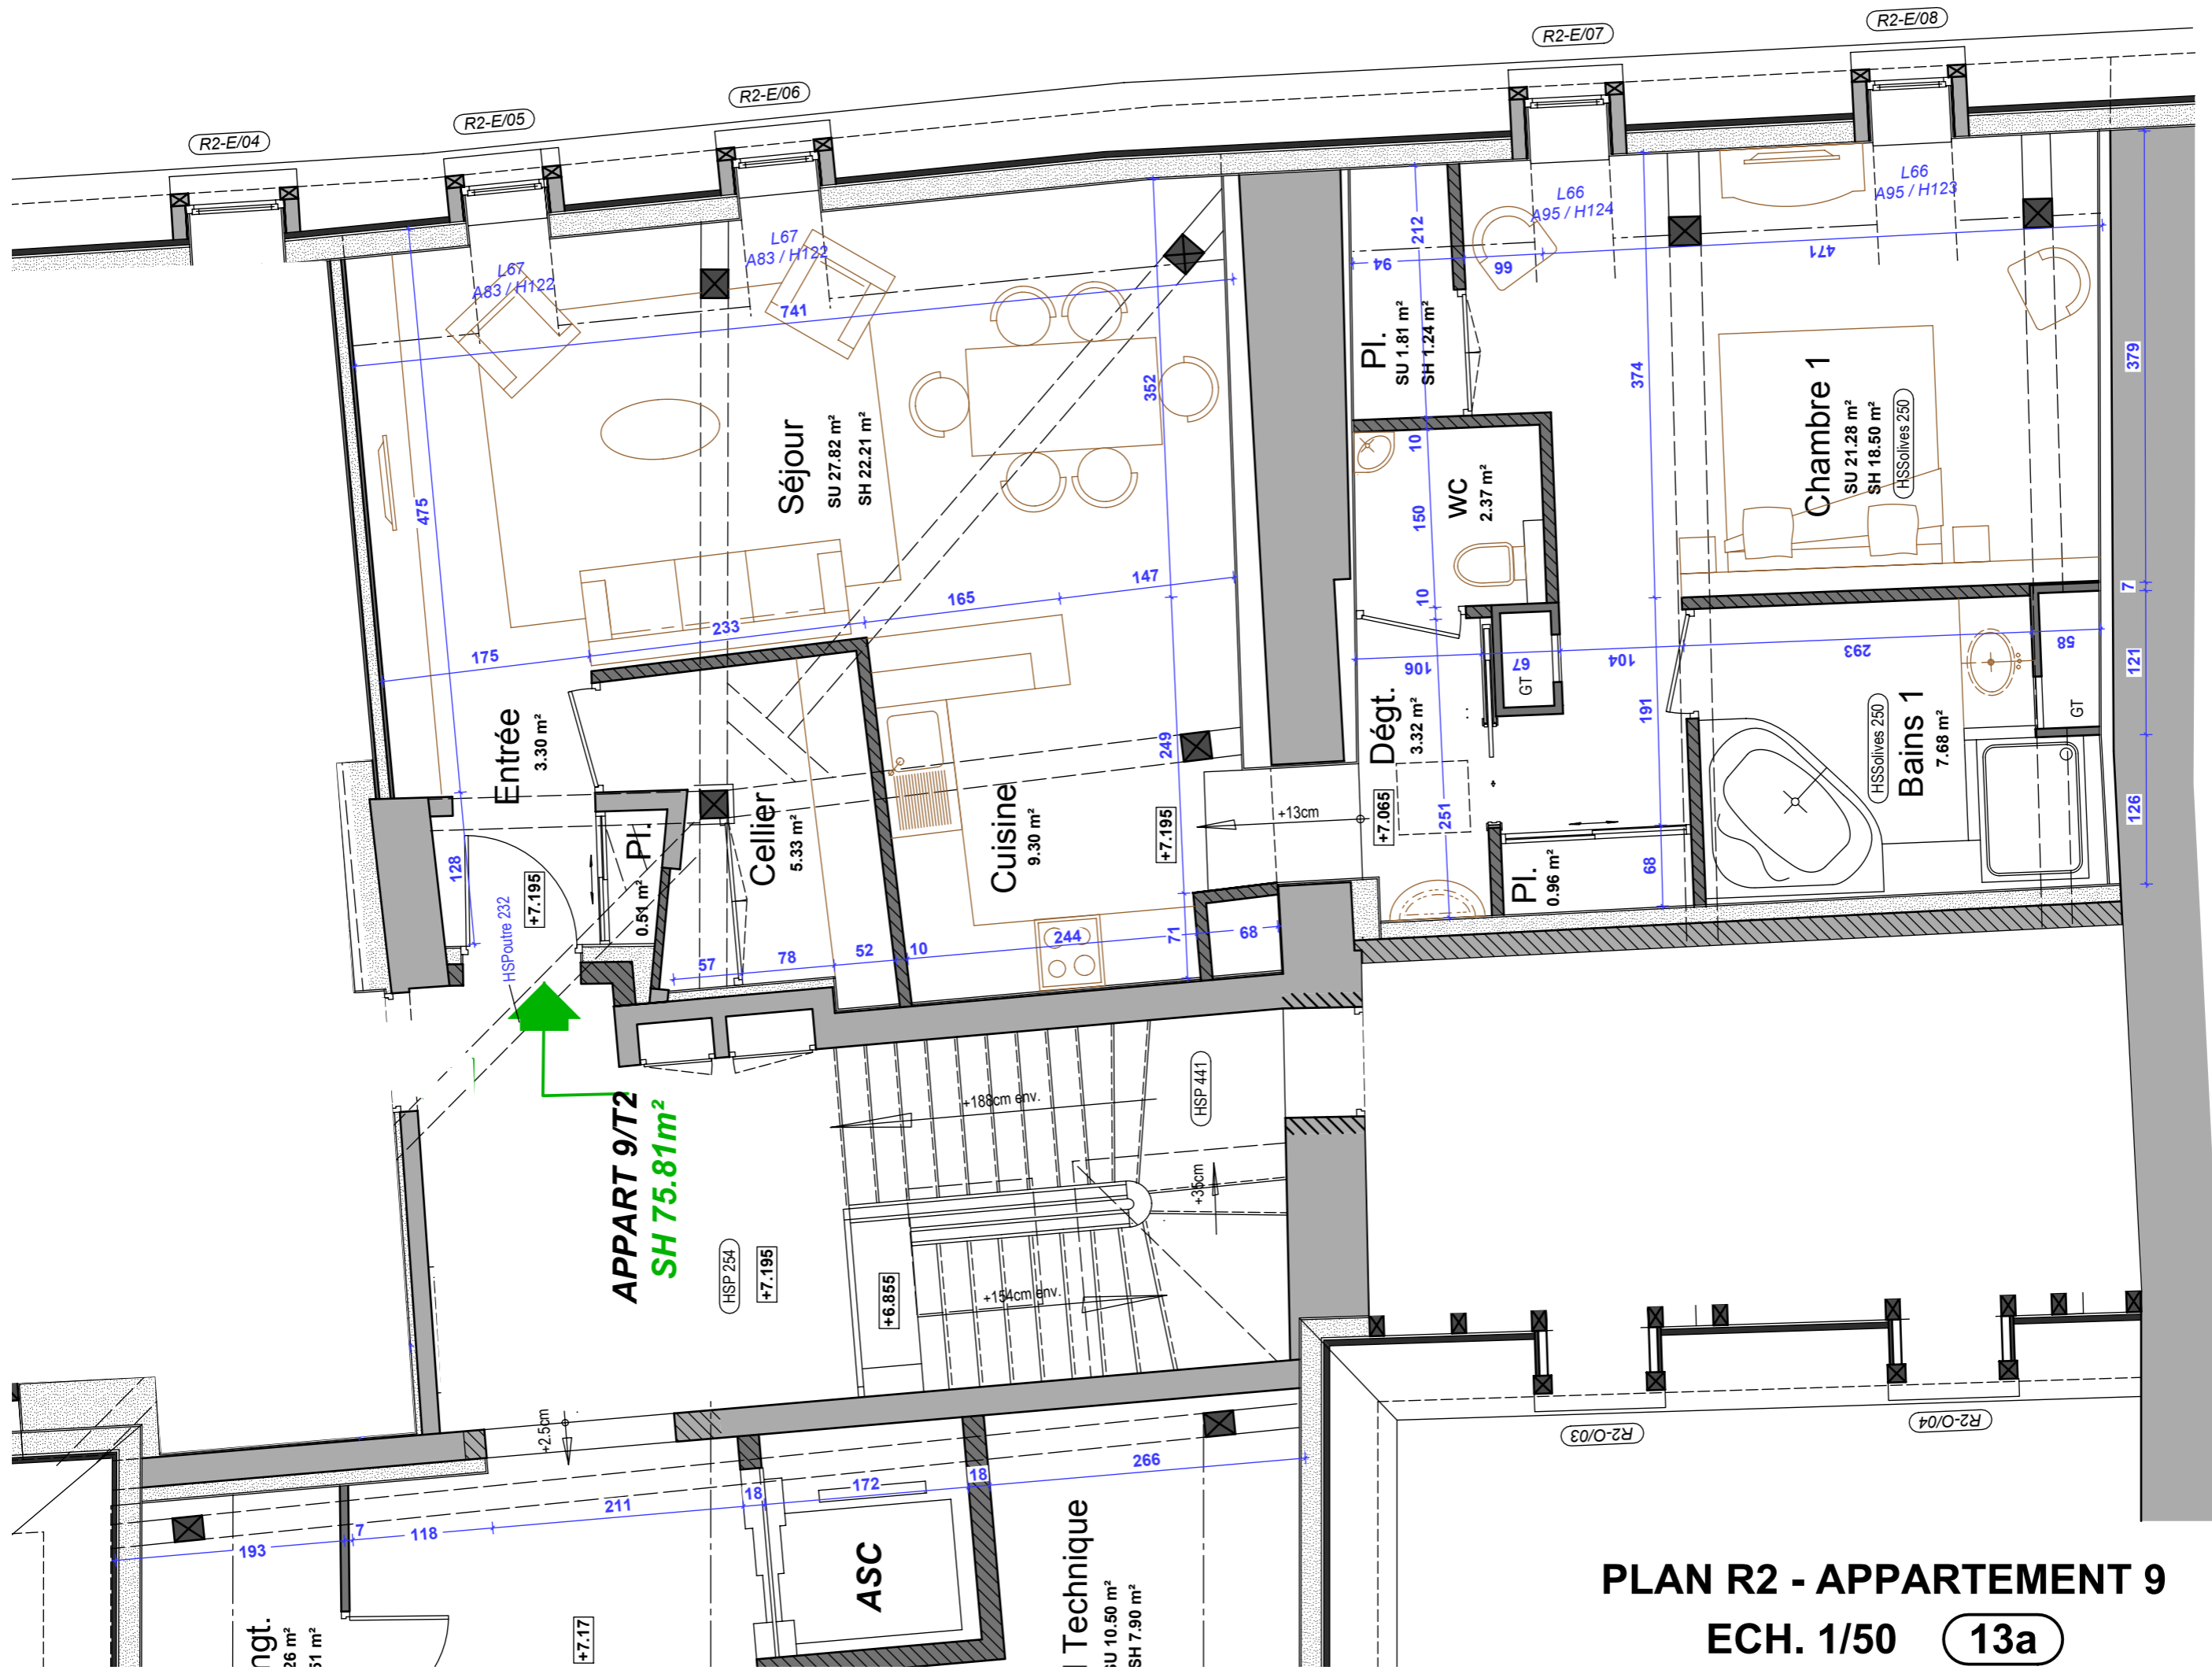 R2-E/04
R2-E/05
R2-E/06
R2-E/07
R2-E/08
L67
A83 / H122
L67
A83 / H122
L66
A95 / H124
L66
A95 / H123
741
475
352
Séjour
SU 27.82 m²
SH 22.21 m²
175
233
165
147
249
212
94
99
471
Pl.
SU 1.81 m²
SH 1.24 m²
374
379
Chambre 1
SU 21.28 m²
SH 18.50 m²
HSSolives 250
10
150
10
WC
2.37 m²
106
67
104
293
58
7
121
126
GT
GT
191
Entrée
3.30 m²
128
Pl.
0.51 m²
Cellier
5.33 m²
Cuisine
9.30 m²
Dégt.
3.32 m²
251
Pl.
0.96 m²
68
Bains 1
7.68 m²
HSSolives 250
HSPoutre 232
+7.195
+7.195
+13cm
+7.065
57
78
52
10
244
71
68
APPART 9/T2
SH 75.81m²
HSP 254
+7.195
+6.855
+188cm env.
+154cm env.
+35cm
HSP 441
+2.5cm
193
7
118
211
18
172
18
266
ASC
+7.17
ngt.
26 m²
51 m²
l Technique
SU 10.50 m²
SH 7.90 m²
R2-O/03
R2-O/04
PLAN R2 - APPARTEMENT 9
ECH. 1/50
13a